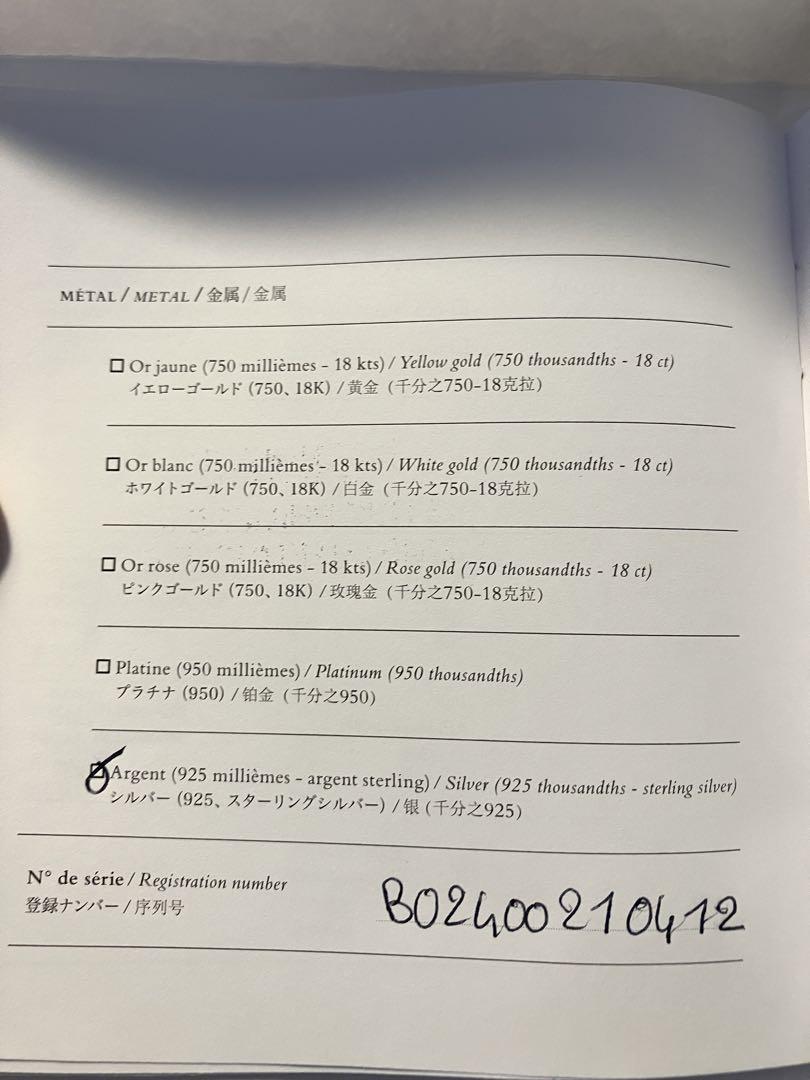 MÉTAL / METAL / 金属 / 金属
Or jaune (750 millièmes - 18 kts) / Yellow gold (750 thousandths - 18 ct)
イエローゴールド (750、18K) / 黄金 (千分之750-18克拉)
Or blanc (750 millièmes - 18 kts) / White gold (750 thousandths - 18 ct)
ホワイトゴールド (750、18K) / 白金 (千分之750-18克拉)
Or rose (750 millièmes - 18 kts) / Rose gold (750 thousandths - 18 ct)
ピンクゴールド (750、18K) / 玫瑰金 (千分之750-18克拉)
Platine (950 millièmes) / Platinum (950 thousandths)
プラチナ (950) / 铂金 (千分之950)
Argent (925 millièmes - argent sterling) / Silver (925 thousandths - sterling silver)
シルバー (925、スターリングシルバー) / 银 (千分之925)
N° de série / Registration number
登録ナンバー / 序列号
B02400210412